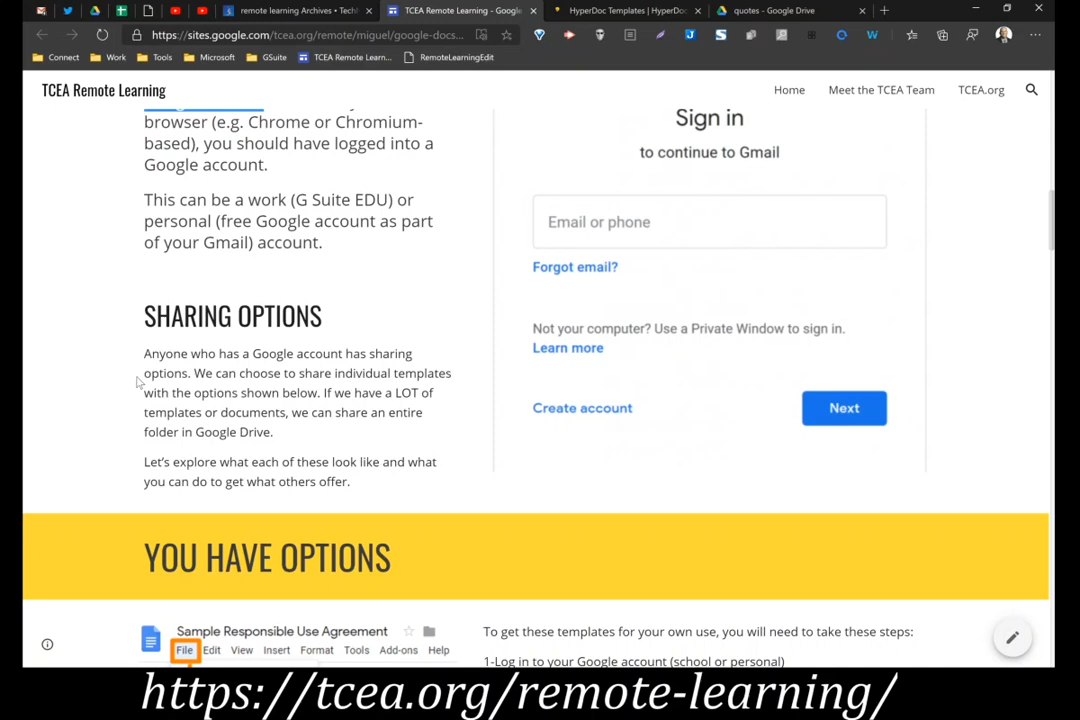 remote learning Archives • Tech
TCEA Remote Learning - Google
HyperDoc Templates | HyperDoc
quotes - Google Drive
https://sites.google.com/tcea.org/remote/miguel/google-docs...
Connect
Work
Tools
Microsoft
GSuite
TCEA Remote Learn...
RemoteLearningEdit
TCEA Remote Learning
Home
Meet the TCEA Team
TCEA.org
browser (e.g. Chrome or Chromium-
based), you should have logged into a
Google account.
This can be a work (G Suite EDU) or
personal (free Google account as part
of your Gmail) account.
Sign in
to continue to Gmail
Email or phone
Forgot email?
Not your computer? Use a Private Window to sign in.
Learn more
Create account
Next
SHARING OPTIONS
Anyone who has a Google account has sharing
options. We can choose to share individual templates
with the options shown below. If we have a LOT of
templates or documents, we can share an entire
folder in Google Drive.
Let's explore what each of these look like and what
you can do to get what others offer.
YOU HAVE OPTIONS
Sample Responsible Use Agreement
File Edit View Insert Format Tools Add-ons Help
To get these templates for your own use, you will need to take these steps:
1-Log in to your Google account (school or personal)
https://tcea.org/remote-learning/